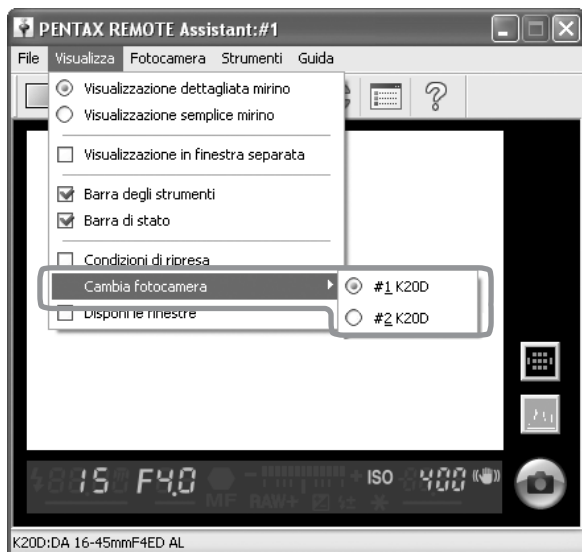 PENTAX REMOTE Assistant:#1
File Visualizza Fotocamera Strumenti Guida
Visualizzazione dettagliata mirino
Visualizzazione semplice mirino
Visualizzazione in finestra separata
Barra degli strumenti
Barra di stato
Condizioni di ripresa
Cambia fotocamera
#1 K20D
#2 K20D
Disponi le finestre
15 F4.0 ISO 400
MF RAW+
K20D:DA 16-45mmF4ED AL